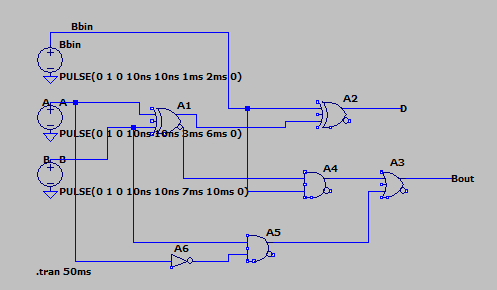 Bbin
Bbin
PULSE(0 1 0 10ns 10ns 1ms 2ms 0)
A1
A2
D
A A
PULSE(0 1 0 10ns 10ns 3ms 6ms 0)
B B
A4
A3
Bout
PULSE(0 1 0 10ns 10ns 7ms 10ms 0)
A5
A6
.tran 50ms